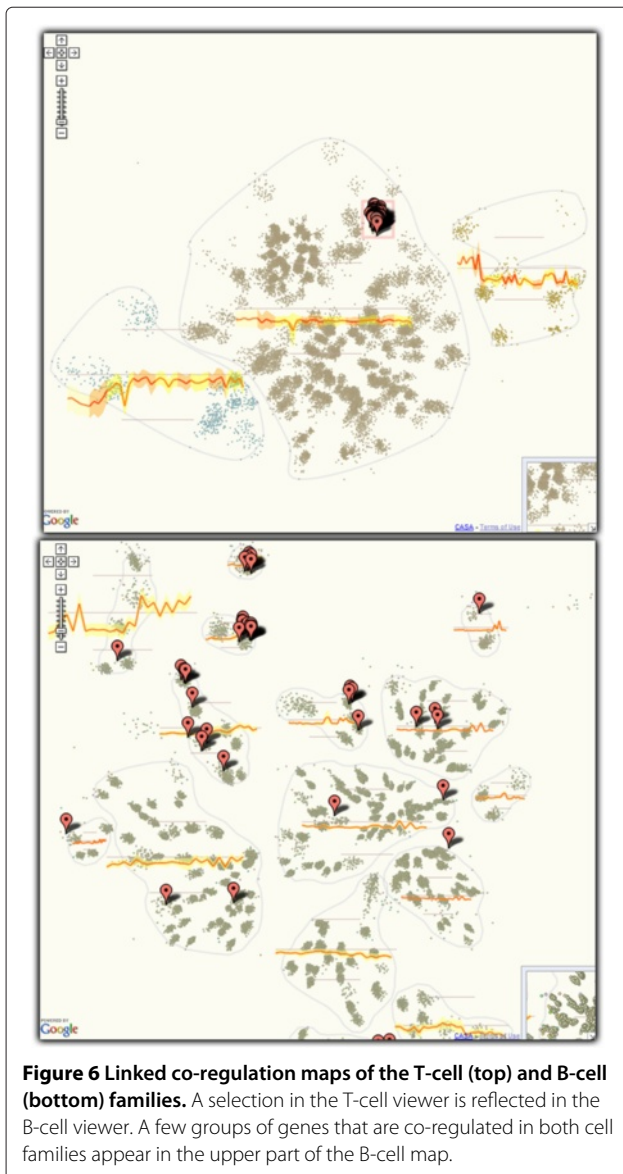 POWERED BY
Google
CASA - Terms of Use
POWERED BY
Google
Figure 6 Linked co-regulation maps of the T-cell (top) and B-cell
(bottom) families. A selection in the T-cell viewer is reflected in the
B-cell viewer. A few groups of genes that are co-regulated in both cell
families appear in the upper part of the B-cell map.